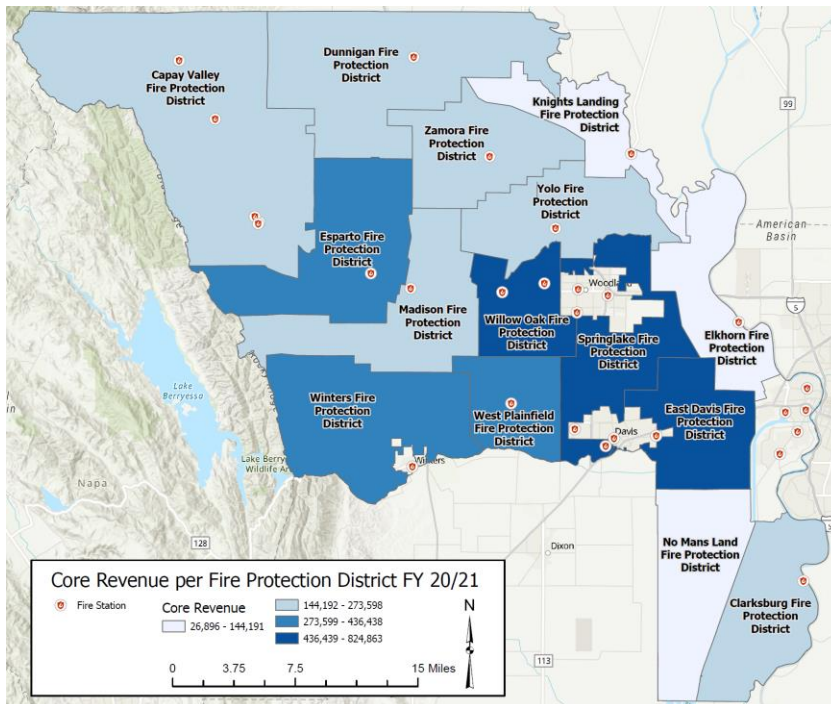 Capay Valley
Fire Protection
District
Dunnigan Fire
Protection
District
Knights Landing
Fire Protection
District
99
Zamora Fire
Protection
District
Yolo Fire
Protection
District
American
Basin
Esparto Fire
Protection
District
Madison Fire
Protection
District
Willow Oak Fire
Protection
District
Springlake Fire
Protection
District
5
Elkhorn Fire
Protection
District
Lake
Berryessa
Winters Fire
Protection
District
West Plainfield
Fire Protection
District
East Davis Fire
Protection
District
Davis
Winters
Napa
128
Dixon
No Mans Land
Fire Protection
District
Clarksburg Fire
Protection
District
113
Core Revenue per Fire Protection District FY 20/21
Fire Station
Core Revenue
26,896 - 144,191
144,192 - 273,598
273,599 - 436,438
436,439 - 824,863
N
0 3.75 7.5 15 Miles